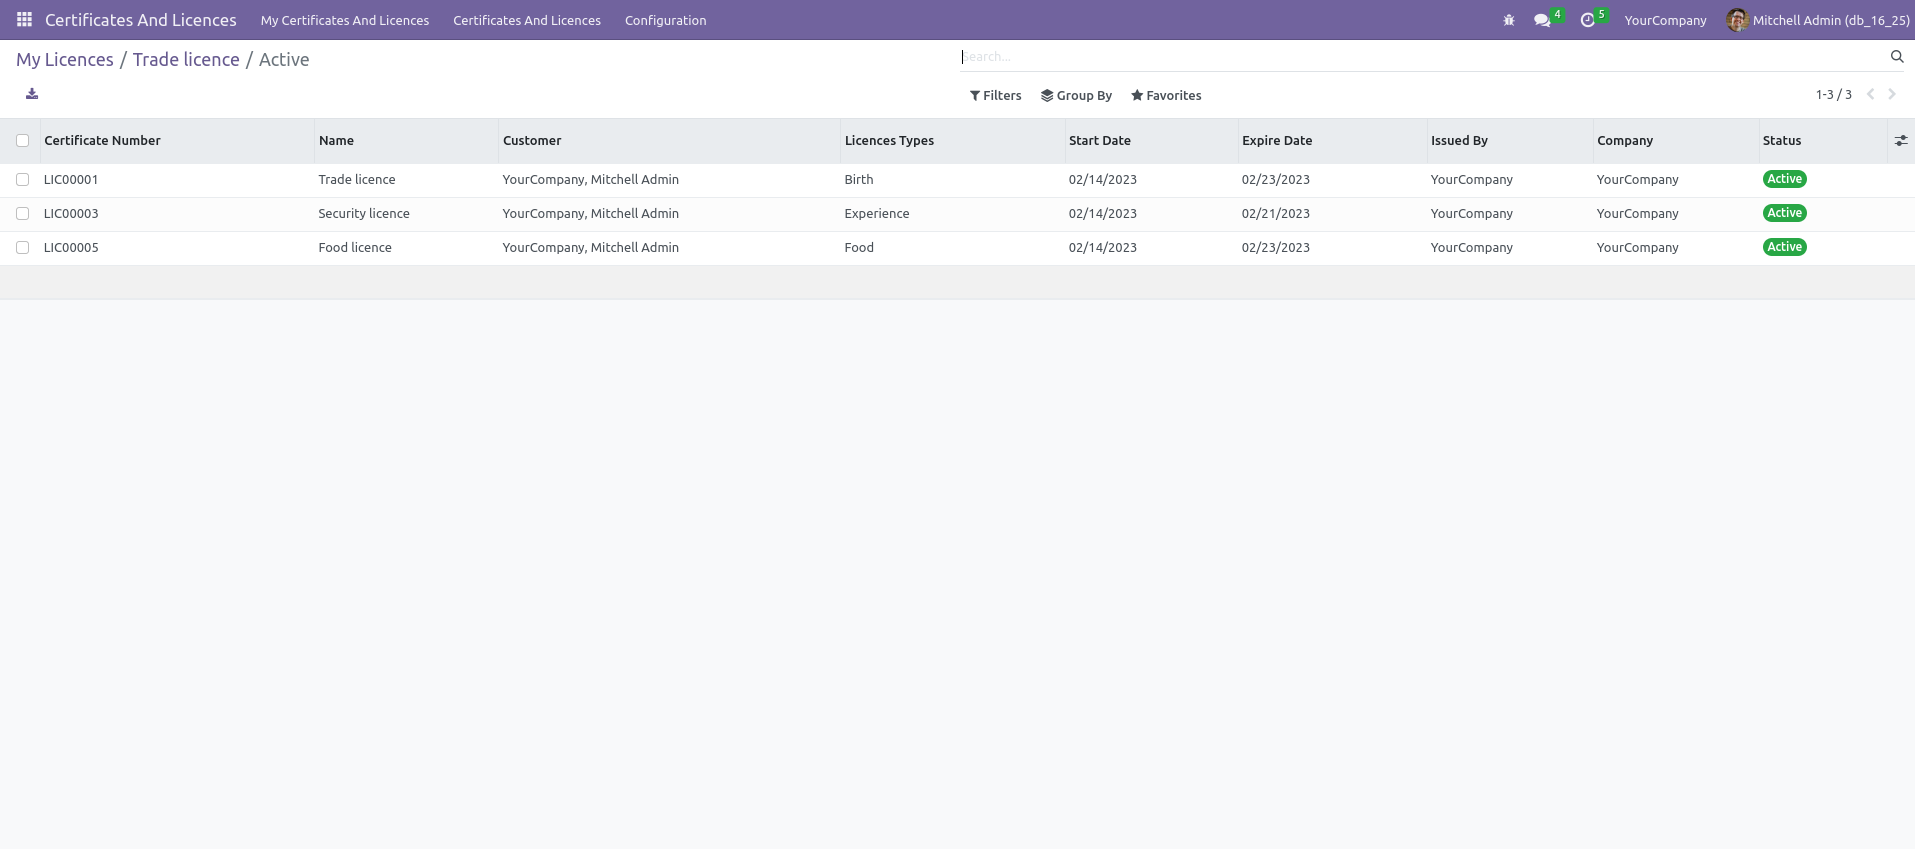 Certificates And Licences My Certificates And Licences Certificates And Licences Configuration 4 5 YourCompany Mitchell Admin (db_16_25)
My Licences / Trade licence / Active Search...
Filters Group By Favorites 1-3 / 3
Certificate Number Name Customer Licences Types Start Date Expire Date Issued By Company Status
LIC00001 Trade licence YourCompany, Mitchell Admin Birth 02/14/2023 02/23/2023 YourCompany YourCompany Active
LIC00003 Security licence YourCompany, Mitchell Admin Experience 02/14/2023 02/21/2023 YourCompany YourCompany Active
LIC00005 Food licence YourCompany, Mitchell Admin Food 02/14/2023 02/23/2023 YourCompany YourCompany Active